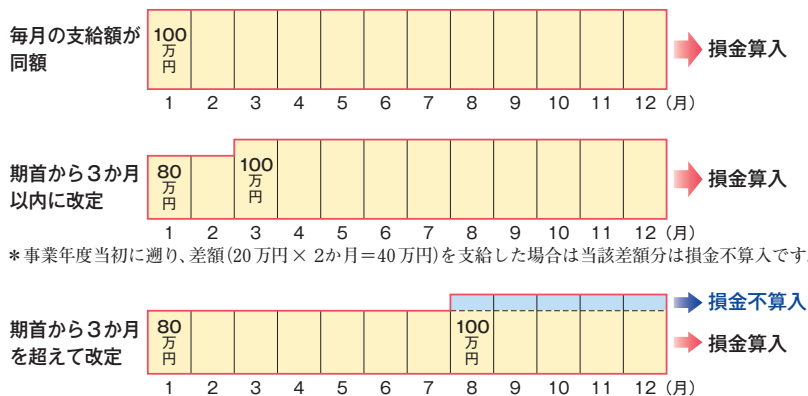 毎月の支給額が
同額
100
万
円
損金算入
1 2 3 4 5 6 7 8 9 10 11 12 (月)
期首から3か月
以内に改定
80
万
円
100
万
円
損金算入
1 2 3 4 5 6 7 8 9 10 11 12 (月)
*事業年度当初に遡り、差額(20万円×2か月=40万円)を支給した場合は当該差額分は損金不算入です。
損金不算入
期首から3か月
を超えて改定
80
万
円
100
万
円
損金算入
1 2 3 4 5 6 7 8 9 10 11 12 (月)